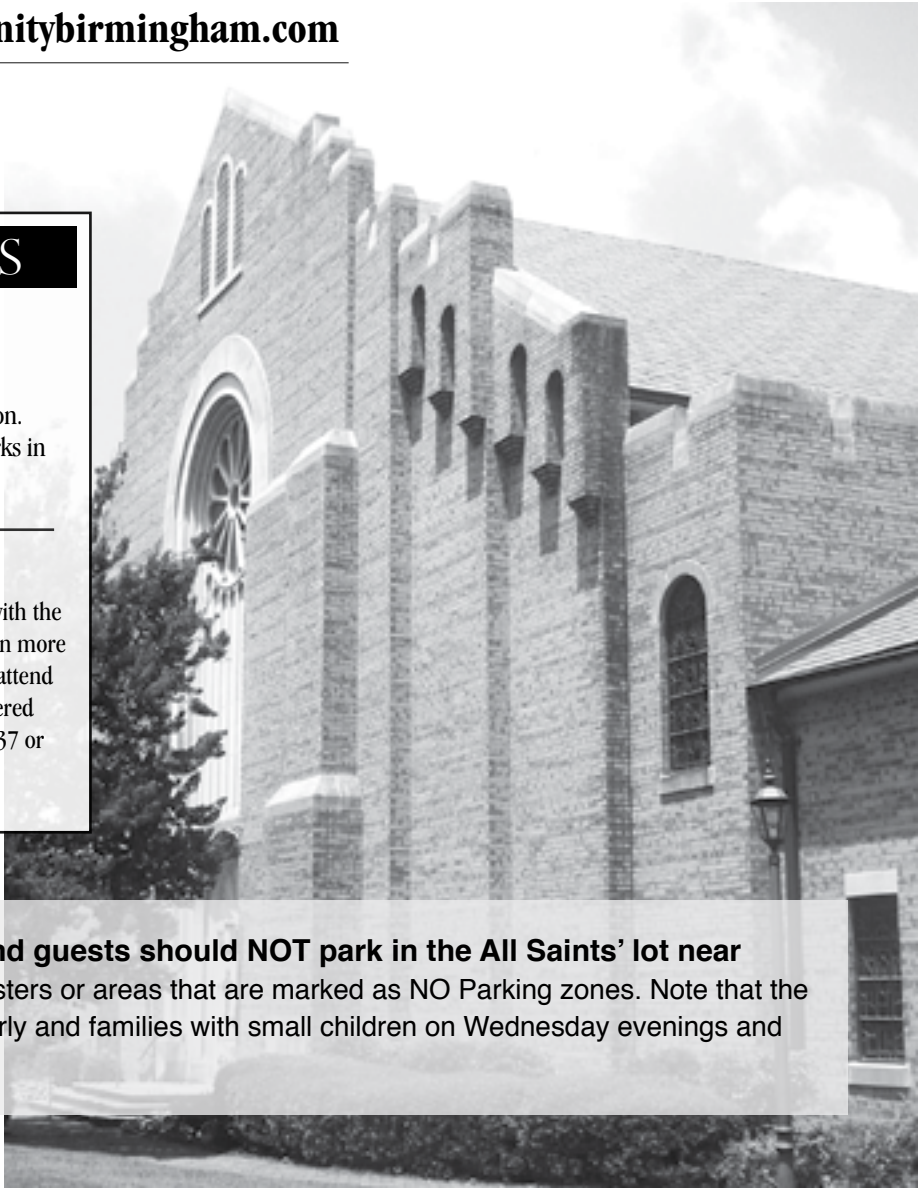 nitybirmingham.com
S
on.
rks in
with the
n more
attend
ered
37 or
nd guests should NOT park in the All Saints’ lot near
sters or areas that are marked as NO Parking zones. Note that the
rly and families with small children on Wednesday evenings and